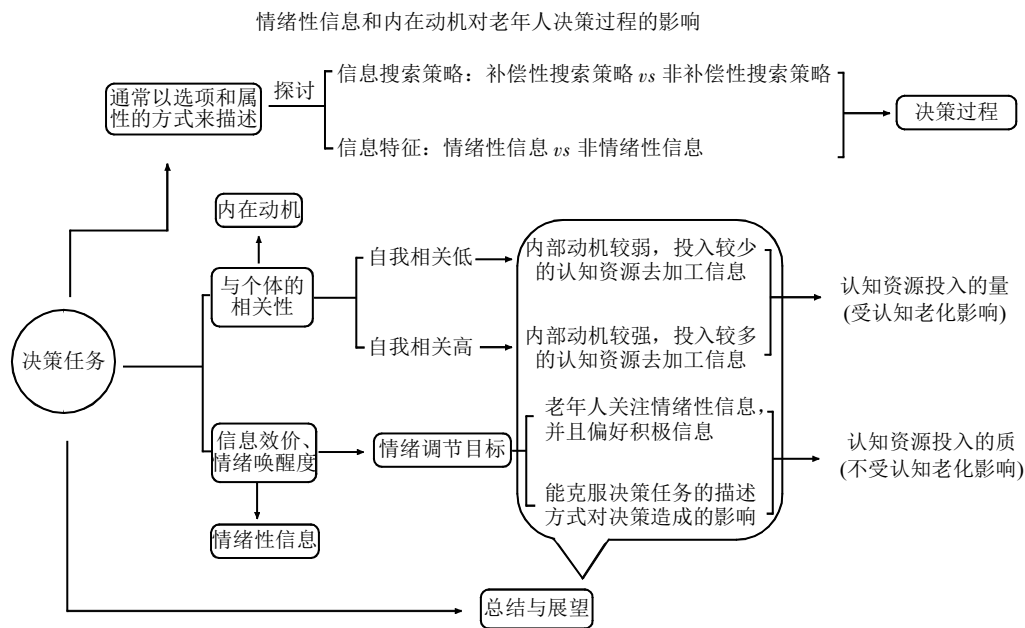 情绪性信息和内在动机对老年人决策过程的影响
通常以选项和属
性的方式来描述
探讨
信息搜索策略：补偿性搜索策略 vs 非补偿性搜索策略
信息特征：情绪性信息 vs 非情绪性信息
决策过程
内在动机
与个体的
相关性
自我相关低
内部动机较弱，投入较少
的认知资源去加工信息
自我相关高
内部动机较强，投入较多
的认知资源去加工信息
认知资源投入的量
(受认知老化影响)
决策任务
信息效价、
情绪唤醒度
情绪调节目标
老年人关注情绪性信息，
并且偏好积极信息
能克服决策任务的描述
方式对决策造成的影响
认知资源投入的质
(不受认知老化影响)
情绪性信息
总结与展望